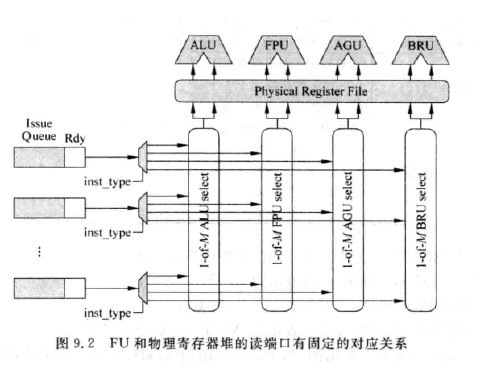 ALU FPU AGU BRU
Physical Register File
Issue
Queue Rdy
inst_type
inst_type
⋮
inst_type
1-of-M ALU select
1-of-M FPU select
1-of-M AGU select
1-of-M BRU select
图 9.2 FU 和物理寄存器堆的读端口有固定的对应关系